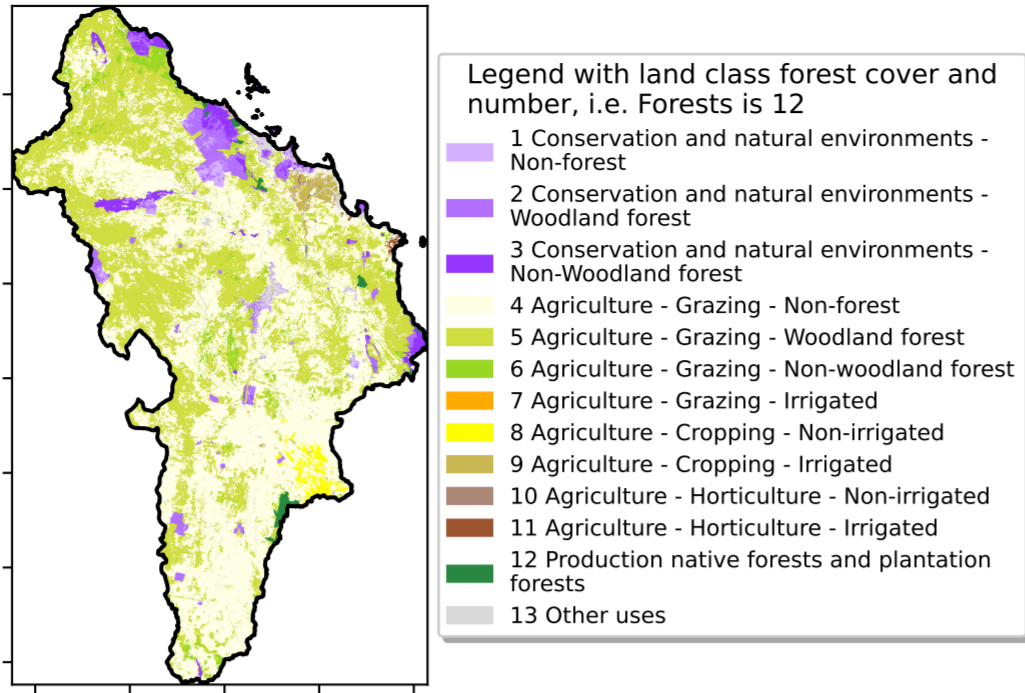 Legend with land class forest cover and
number, i.e. Forests is 12
1 Conservation and natural environments -
Non-forest
2 Conservation and natural environments -
Woodland forest
3 Conservation and natural environments -
Non-Woodland forest
4 Agriculture - Grazing - Non-forest
5 Agriculture - Grazing - Woodland forest
6 Agriculture - Grazing - Non-woodland forest
7 Agriculture - Grazing - Irrigated
8 Agriculture - Cropping - Non-irrigated
9 Agriculture - Cropping - Irrigated
10 Agriculture - Horticulture - Non-irrigated
11 Agriculture - Horticulture - Irrigated
12 Production native forests and plantation
forests
13 Other uses